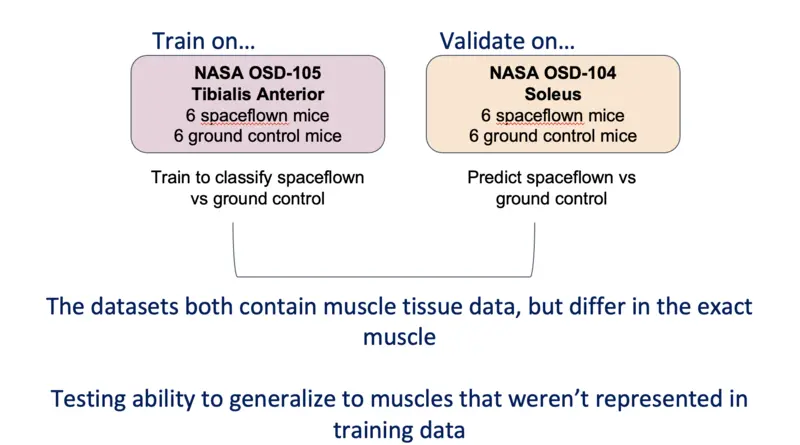 Train on…
Validate on…
NASA OSD-105
Tibialis Anterior
6 spaceflown mice
6 ground control mice
NASA OSD-104
Soleus
6 spaceflown mice
6 ground control mice
Train to classify spaceflown
vs ground control
Predict spaceflown vs
ground control
The datasets both contain muscle tissue data, but differ in the exact
muscle
Testing ability to generalize to muscles that weren’t represented in
training data